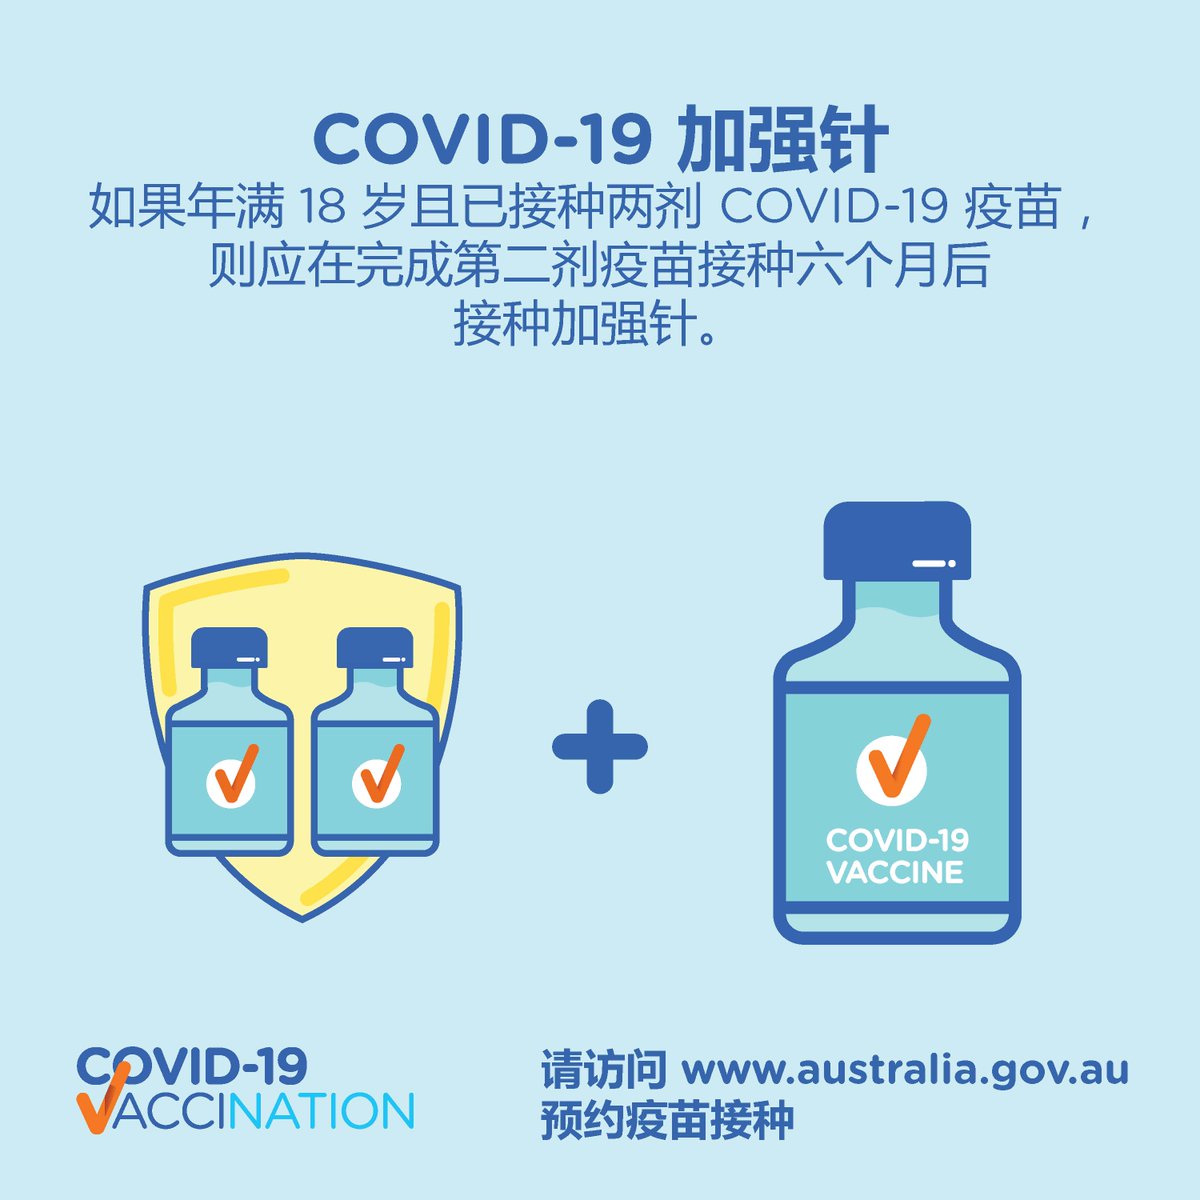 COVID-19 加强针
如果年满 18 岁且已接种两剂 COVID-19 疫苗，
则应在完成第二剂疫苗接种六个月后
接种加强针。
COVID-19
VACCINE
COVID-19
VACCINATION
请访问 www.australia.gov.au
预约疫苗接种